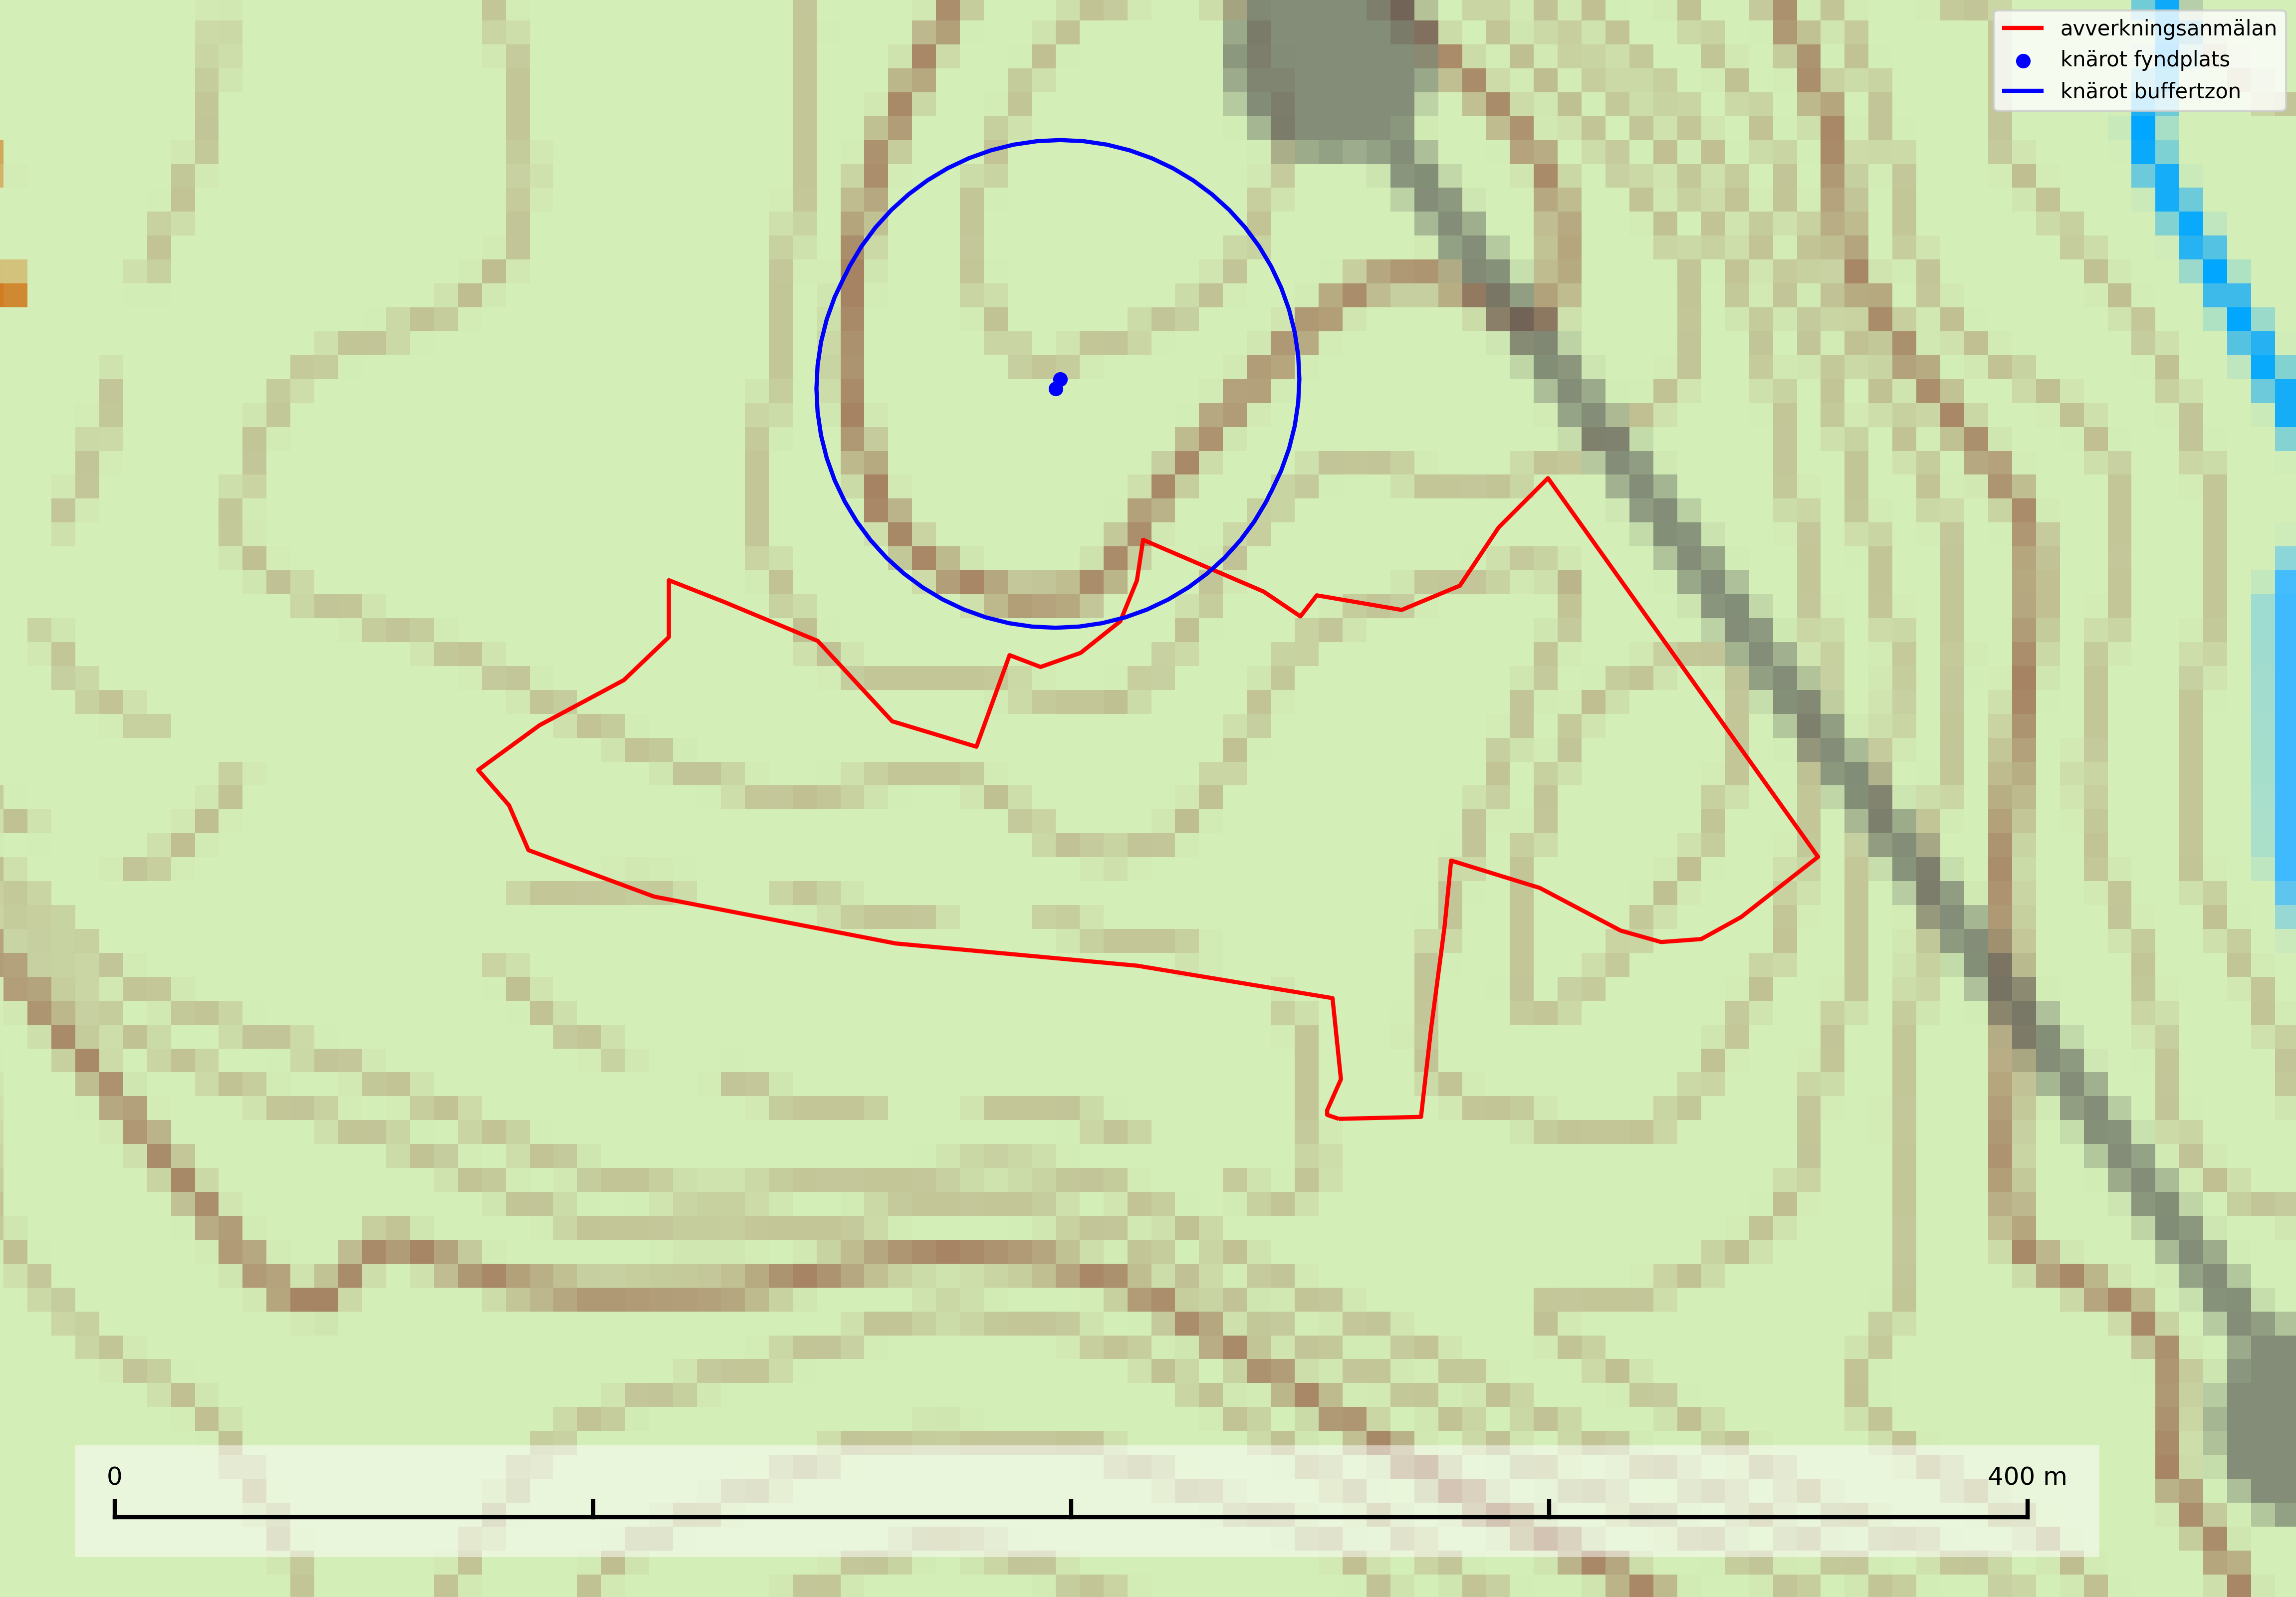 avverkningsanmälan
knärot fyndplats
knärot buffertzon
0
400 m